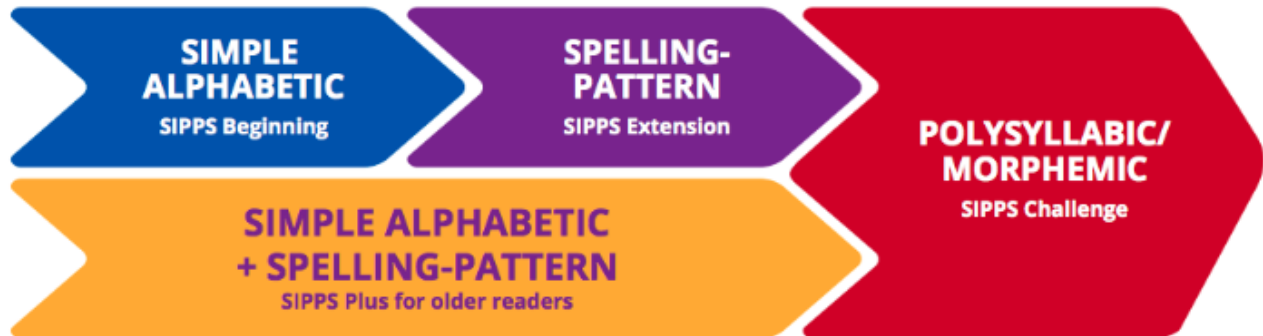 SIMPLE
ALPHABETIC
SIPPS Beginning
SPELLING-
PATTERN
SIPPS Extension
POLYSYLLABIC/
MORPHEMIC
SIPPS Challenge
SIMPLE ALPHABETIC
+ SPELLING-PATTERN
SIPPS Plus for older readers